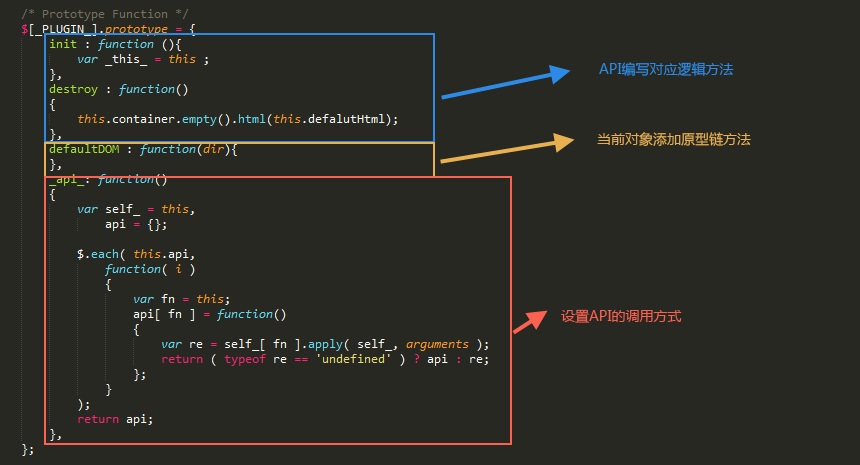 /* Prototype Function */
$[_PLUGIN_].prototype = {
init : function (){
var _this_ = this ;
},
API编写对应逻辑方法
destroy : function()
{
this.container.empty().html(this.defalutHtml);
},
当前对象添加原型链方法
defaultDOM : function(dir){
},
_api_: function()
{
var self_ = this,
api = {};
$.each( this.api,
function( i )
{
var fn = this;
api[ fn ] = function()
设置API的调用方式
{
var re = self_[ fn ].apply( self_, arguments );
return ( typeof re == 'undefined' ) ? api : re;
};
}
);
return api;
},
};